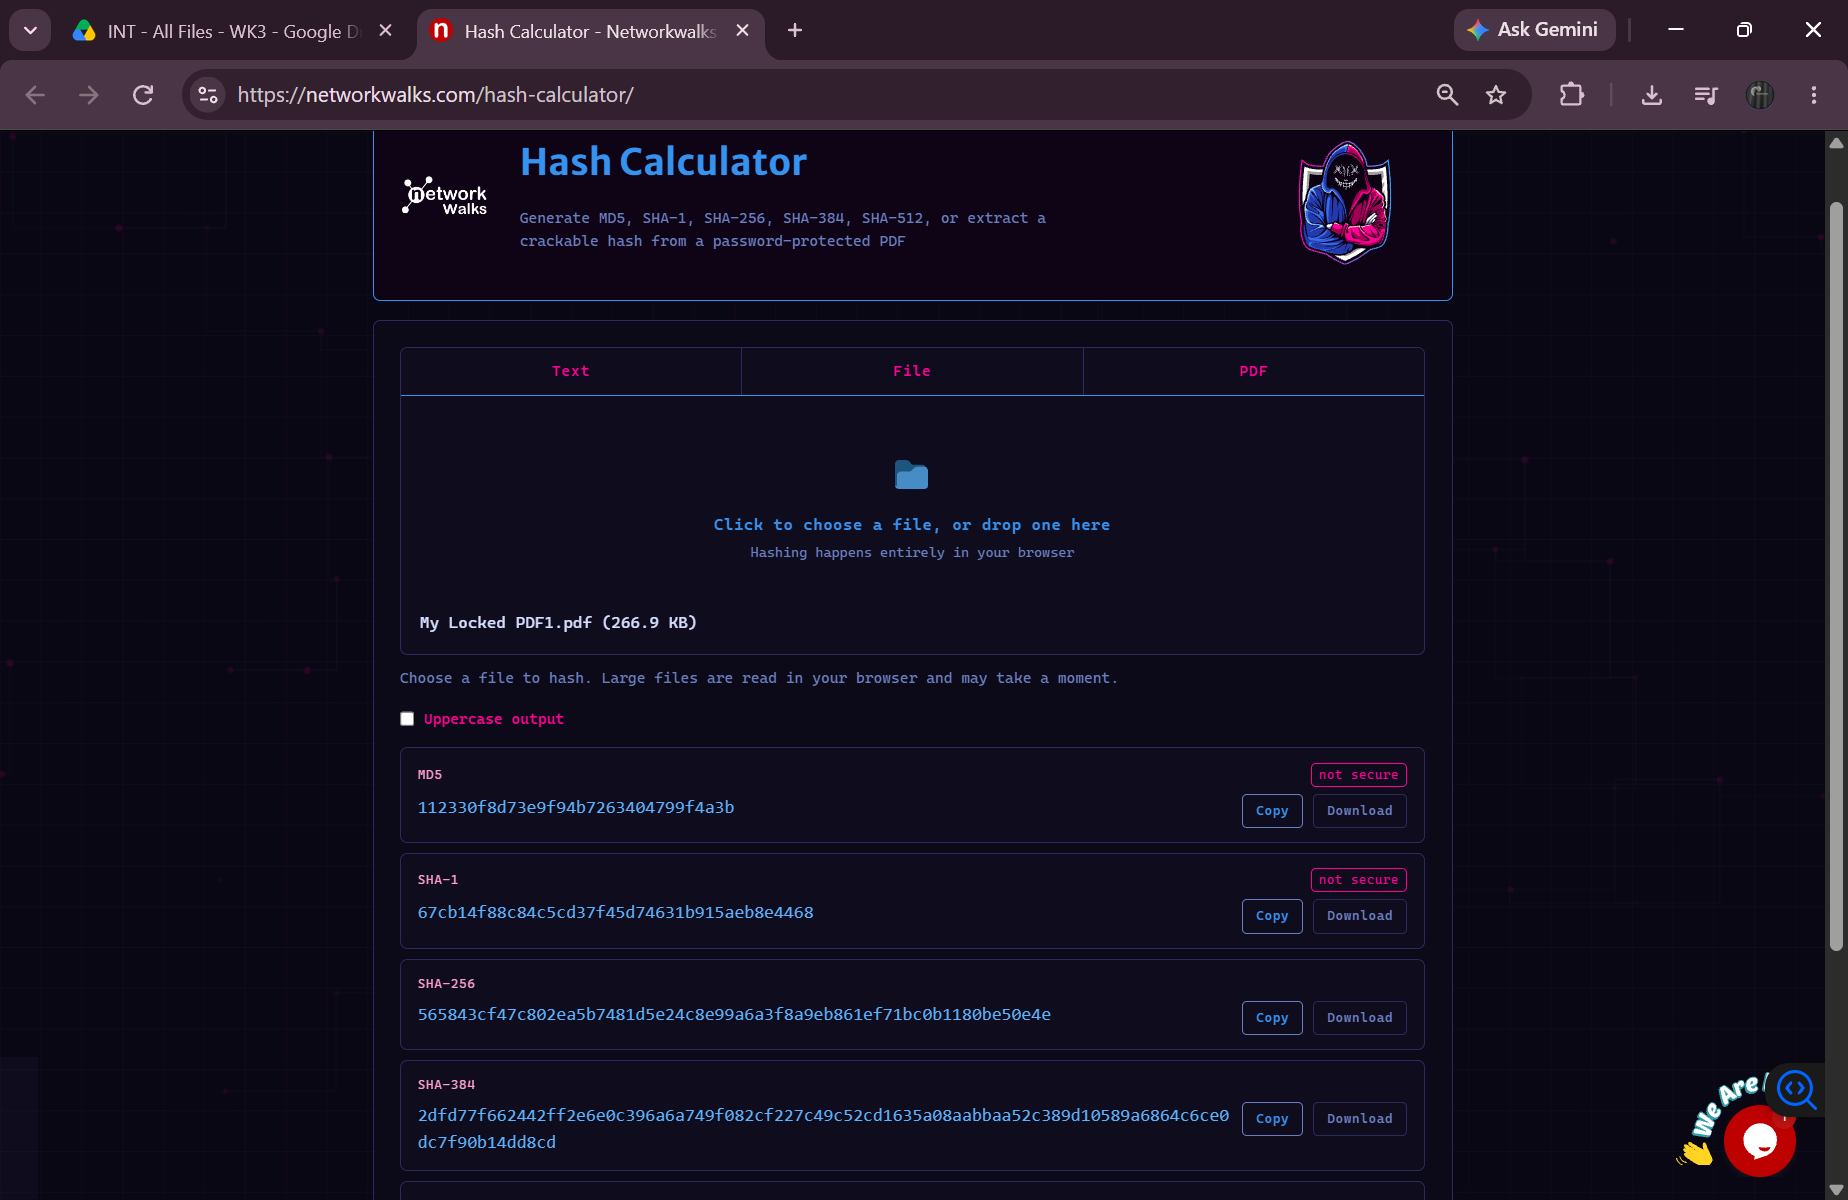 INT - All Files - WK3 - Google Dr
Hash Calculator - Networkwalks
Ask Gemini
https://networkwalks.com/hash-calculator/
network
Walks
Hash Calculator
Generate MD5, SHA-1, SHA-256, SHA-384, SHA-512, or extract a
crackable hash from a password-protected PDF
Text
File
PDF
Click to choose a file, or drop one here
Hashing happens entirely in your browser
My Locked PDF1.pdf (266.9 KB)
Choose a file to hash. Large files are read in your browser and may take a moment.
Uppercase output
MD5
not secure
112330f8d73e9f94b7263404799f4a3b
Copy
Download
SHA-1
not secure
67cb14f88c84c5cd37f45d74631b915aeb8e4468
Copy
Download
SHA-256
565843cf47c802ea5b7481d5e24c8e99a6a3f8a9eb861ef71bc0b1180be50e4e
Copy
Download
SHA-384
2dfd77f662442ff2e6e0c396a6a749f082cf227c49c52cd1635a08aabbaa52c389d10589a6864c6ce0
dc7f90b14dd8cd
Copy
Download
We Are